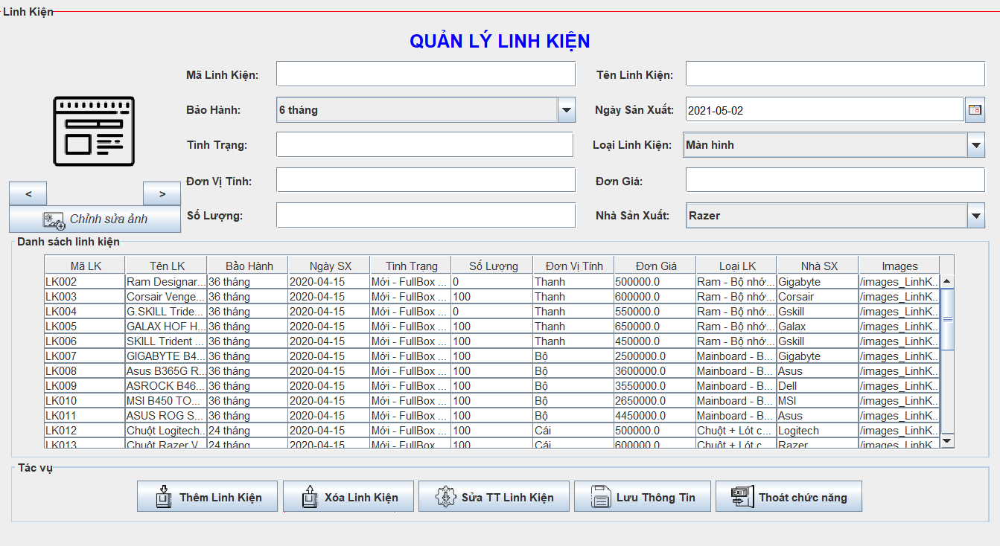 Linh Kiện
QUẢN LÝ LINH KIỆN
Mã Linh Kiện: Tên Linh Kiện:
Bảo Hành: 6 tháng Ngày Sản Xuất: 2021-05-02
Tình Trạng: Loại Linh Kiện: Màn hình
Đơn Vị Tính: Đơn Giá:
< >
Chỉnh sửa ảnh Số Lượng: Nhà Sản Xuất: Razer
Danh sách linh kiện
Mã LK Tên LK Bảo Hành Ngày SX Tình Trạng Số Lượng Đơn Vị Tính Đơn Giá Loại LK Nhà SX Images
LK002 Ram Designar... 36 tháng 2020-04-15 Mới - FullBox ... 0 Thanh 500000.0 Ram - Bộ nhớ... Gigabyte /images_LinhK...
LK003 Corsair Venge... 36 tháng 2020-04-15 Mới - FullBox ... 100 Thanh 600000.0 Ram - Bộ nhớ... Corsair /images_LinhK...
LK004 G.SKILL Tride... 36 tháng 2020-04-15 Mới - FullBox ... 0 Thanh 550000.0 Ram - Bộ nhớ... Gskill /images_LinhK...
LK005 GALAX HOF H... 36 tháng 2020-04-15 Mới - FullBox ... 100 Thanh 650000.0 Ram - Bộ nhớ... Galax /images_LinhK...
LK006 SKILL Trident ... 36 tháng 2020-04-15 Mới - FullBox ... 100 Thanh 450000.0 Ram - Bộ nhớ... Gskill /images_LinhK...
LK007 GIGABYTE B4... 36 tháng 2020-04-15 Mới - FullBox ... 100 Bộ 2500000.0 Mainboard - B... Gigabyte /images_LinhK...
LK008 Asus B365G R... 36 tháng 2020-04-15 Mới - FullBox ... 100 Bộ 3600000.0 Mainboard - B... Asus /images_LinhK...
LK009 ASROCK B46... 36 tháng 2020-04-15 Mới - FullBox ... 100 Bộ 3550000.0 Mainboard - B... Dell /images_LinhK...
LK010 MSI B450 TO... 36 tháng 2020-04-15 Mới - FullBox ... 100 Bộ 2650000.0 Mainboard - B... MSI /images_LinhK...
LK011 ASUS ROG S... 36 tháng 2020-04-15 Mới - FullBox ... 100 Bộ 4450000.0 Mainboard - B... Asus /images_LinhK...
LK012 Chuột Logitech... 24 tháng 2020-04-15 Mới - FullBox ... 100 Cái 500000.0 Chuột + Lót c... Logitech /images_LinhK...
LK013 Chuột Razer V... 24 tháng 2020-04-15 Mới - FullBox ... 100 Cái 600000.0 Chuột + Lót c... Razer /images_LinhK...
Tác vụ
Thêm Linh Kiện Xóa Linh Kiện Sửa TT Linh Kiện Lưu Thông Tin EXIT Thoát chức năng